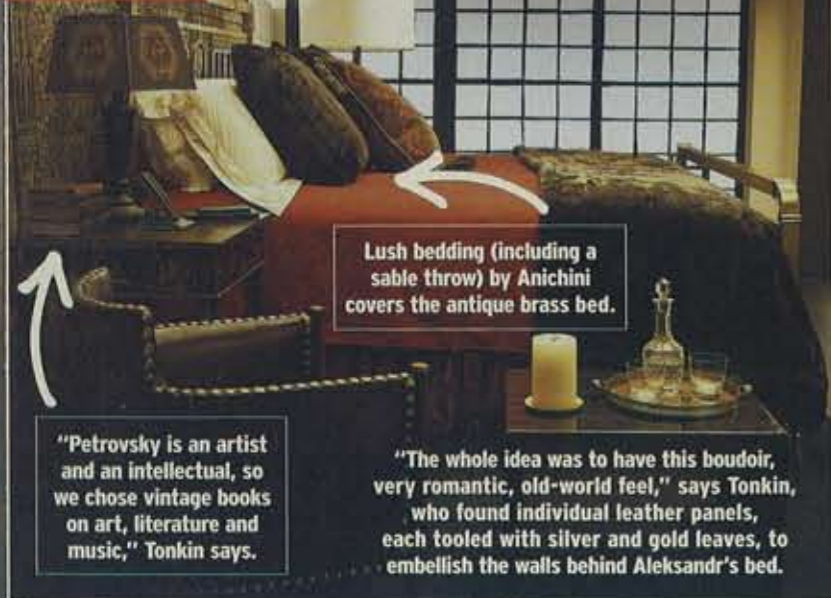 Lush bedding (including a
sable throw) by Anichini
covers the antique brass bed.
"Petrovsky is an artist
and an intellectual, so
we chose vintage books
on art, literature and
music," Tonkin says.
"The whole idea was to have this boudoir,
very romantic, old-world feel," says Tonkin,
who found individual leather panels,
each tooled with silver and gold leaves, to
embellish the walls behind Aleksandr's bed.